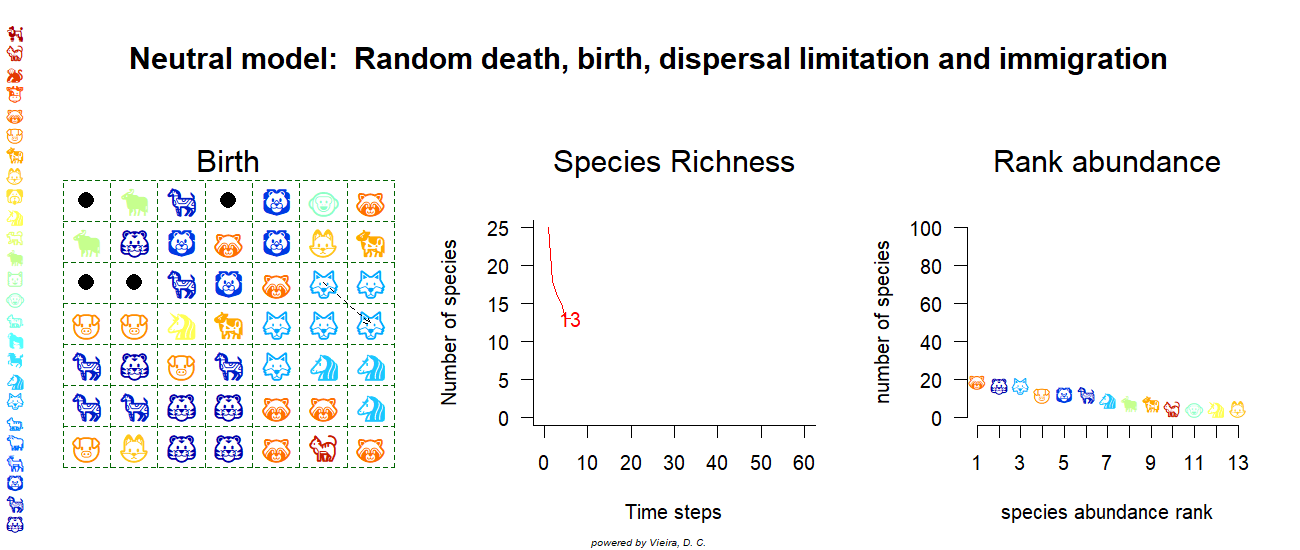 Neutral model:  Random death, birth, dispersal limitation and immigration
Birth
Species Richness
Number of species
25
20
15
10
5
0
13
0 10 20 30 40 50 60
Time steps
Rank abundance
number of species
100
80
60
40
20
0
1 3 5 7 9 11 13
species abundance rank
powered by Vieira, D. C.